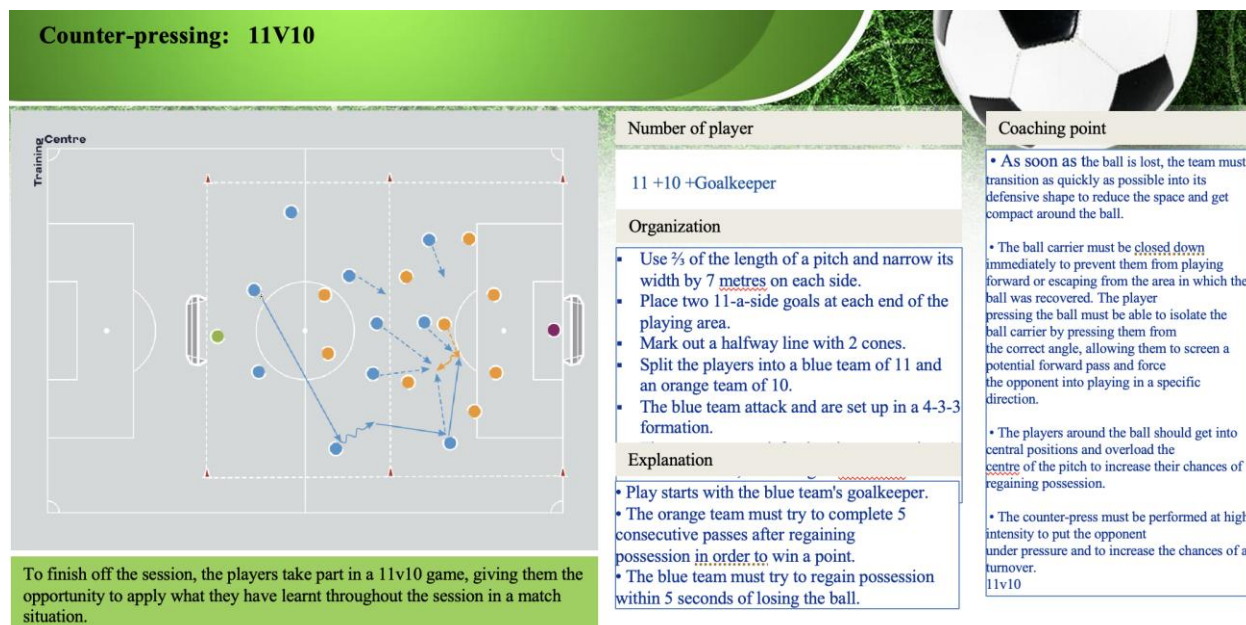 Counter-pressing: 11V10
Training Centre
To finish off the session, the players take part in a 11v10 game, giving them the
opportunity to apply what they have learnt throughout the session in a match
situation.
Number of player
11 +10 +Goalkeeper
Organization
▪ Use ⅔ of the length of a pitch and narrow its
width by 7 metres on each side.
▪ Place two 11-a-side goals at each end of the
playing area.
▪ Mark out a halfway line with 2 cones.
▪ Split the players into a blue team of 11 and
an orange team of 10.
▪ The blue team attack and are set up in a 4-3-3
formation.
Explanation
• Play starts with the blue team's goalkeeper.
• The orange team must try to complete 5
consecutive passes after regaining
possession in order to win a point.
• The blue team must try to regain possession
within 5 seconds of losing the ball.
Coaching point
• As soon as the ball is lost, the team must
transition as quickly as possible into its
defensive shape to reduce the space and get
compact around the ball.
• The ball carrier must be closed down
immediately to prevent them from playing
forward or escaping from the area in which the
ball was recovered. The player
pressing the ball must be able to isolate the
ball carrier by pressing them from
the correct angle, allowing them to screen a
potential forward pass and force
the opponent into playing in a specific
direction.
• The players around the ball should get into
central positions and overload the
centre of the pitch to increase their chances of
regaining possession.
• The counter-press must be performed at high
intensity to put the opponent
under pressure and to increase the chances of a
turnover.
11v10